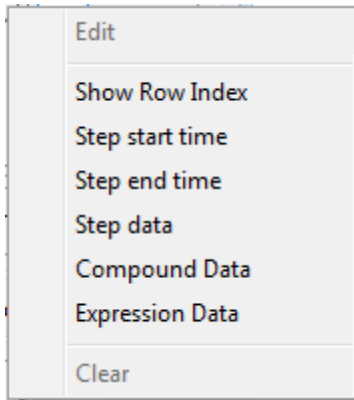 Edit
Show Row Index
Step start time
Step end time
Step data
Compound Data
Expression Data
Clear